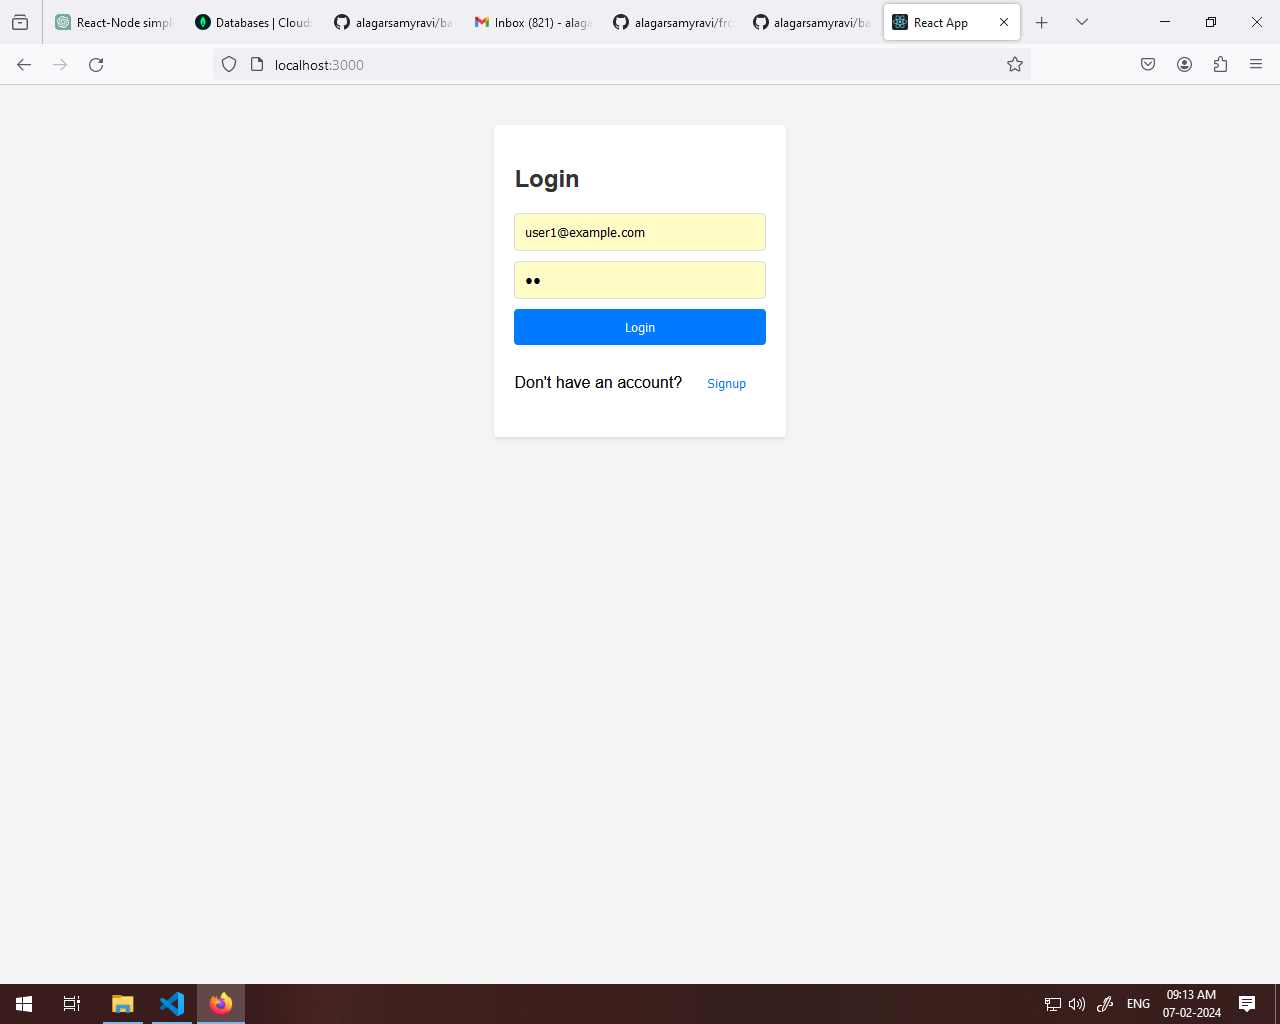 React-Node simple
Databases | Cloud:
alagarsamyravi/ba
Inbox (821) - alaga
alagarsamyravi/fro
alagarsamyravi/ba
React App
localhost:3000
Login
user1@example.com
••
Login
Don't have an account? Signup
ENG
09:13 AM
07-02-2024